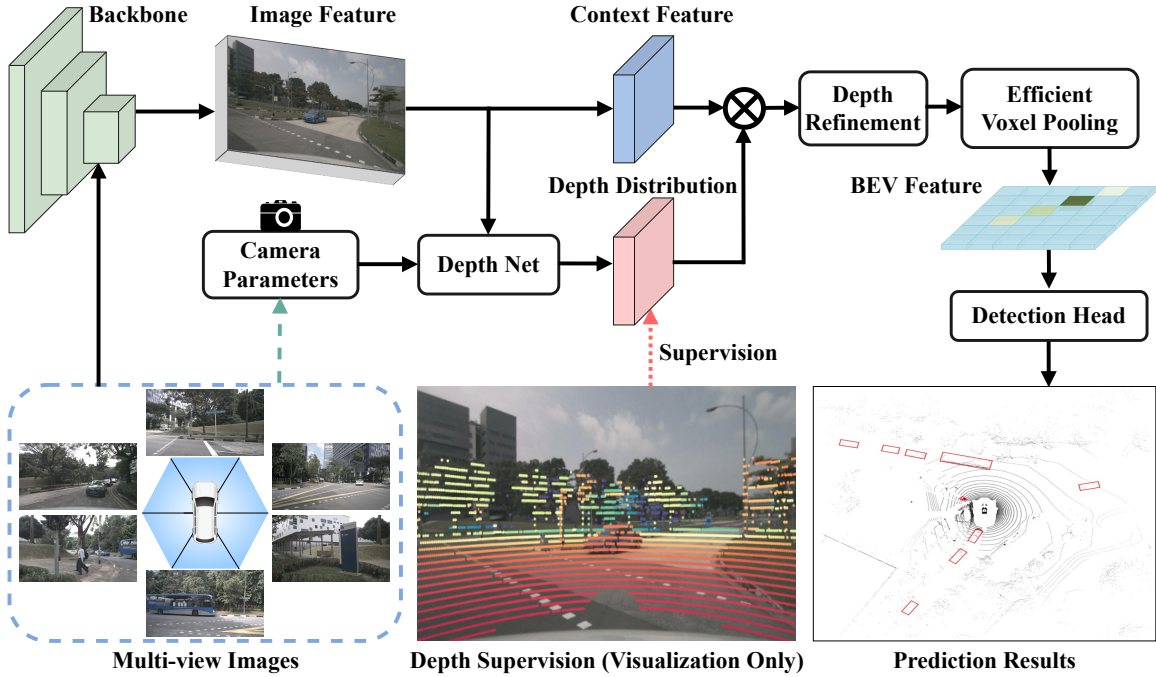 Backbone
Image Feature
Context Feature
Depth
Refinement
Efficient
Voxel Pooling
Depth Distribution
BEV Feature
Camera
Parameters
Depth Net
Detection Head
Supervision
Multi-view Images
Depth Supervision (Visualization Only)
Prediction Results